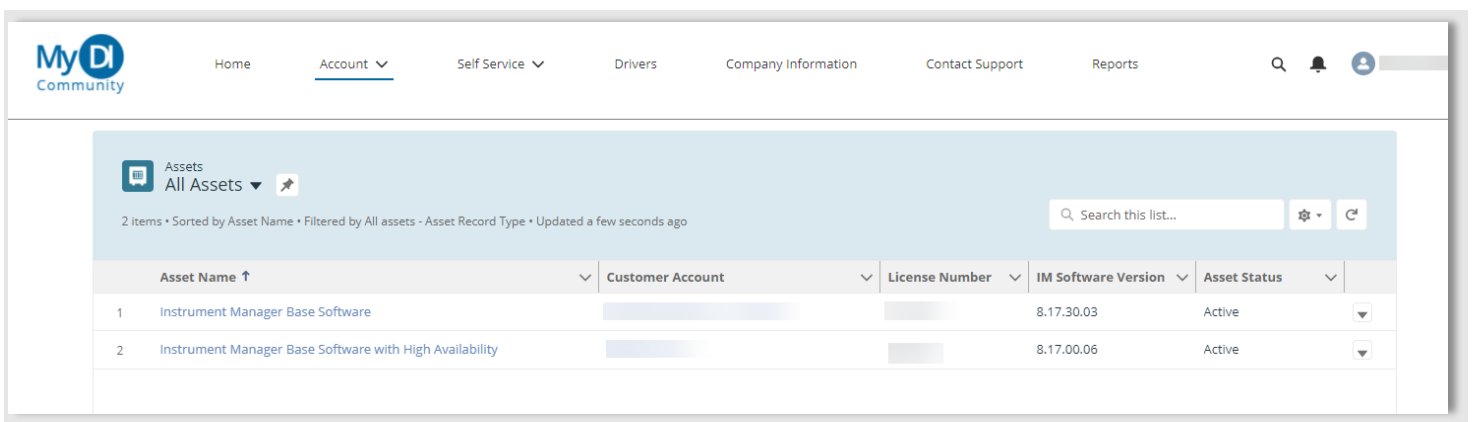 My DI
Community
Home Account Self Service Drivers Company Information Contact Support Reports
Assets
All Assets
2 items • Sorted by Asset Name • Filtered by All assets - Asset Record Type • Updated a few seconds ago
Search this list...
Asset Name ↑ Customer Account License Number IM Software Version Asset Status
1 Instrument Manager Base Software 8.17.30.03 Active
2 Instrument Manager Base Software with High Availability 8.17.00.06 Active